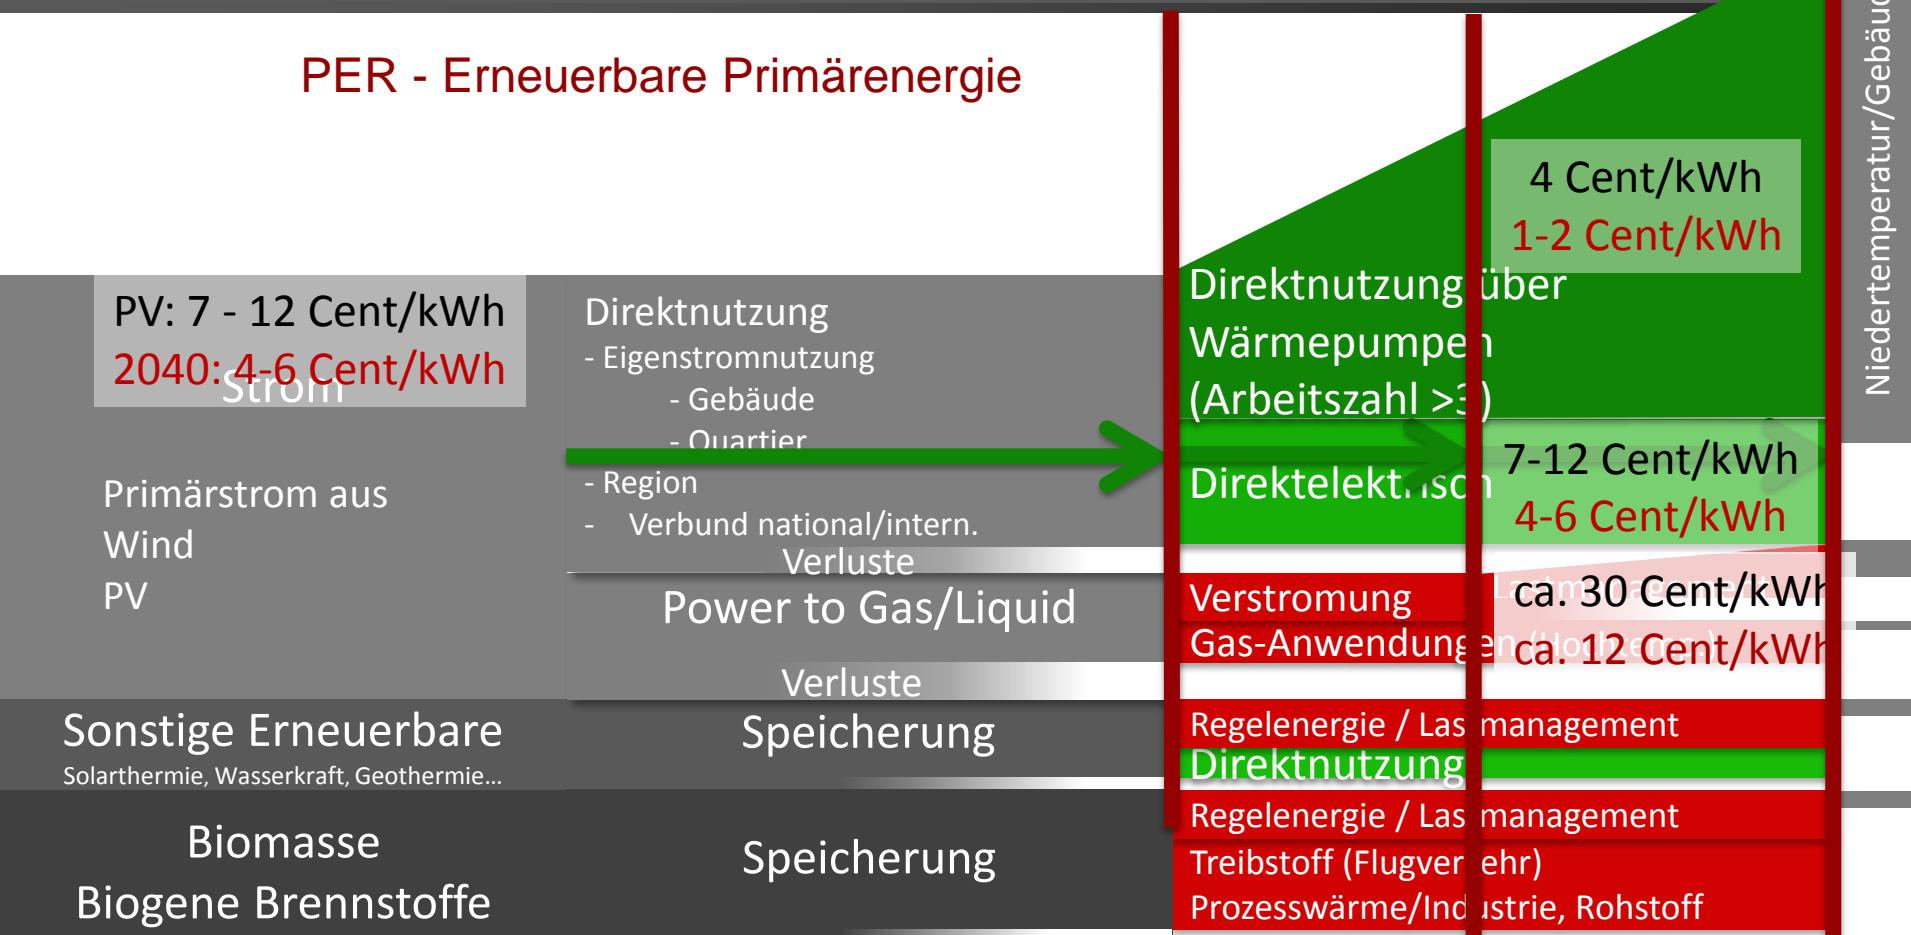 PER - Erneuerbare Primärenergie
4 Cent/kWh
1-2 Cent/kWh
PV: 7 - 12 Cent/kWh
2040: 4-6 Cent/kWh
Strom
Primärstrom aus
Wind
PV
Direktnutzung
- Eigenstromnutzung
- Gebäude
- Quartier
- Region
- Verbund national/intern.
Verluste
Power to Gas/Liquid
Verluste
Direktnutzung über
Wärmepumpen
(Arbeitszahl >3)
Direktelektrisch
7-12 Cent/kWh
4-6 Cent/kWh
Verstromung
Lastmanagement
ca. 30 Cent/kWh
Gas-Anwendungen (Hochtemp.)
ca. 12 Cent/kWh
Sonstige Erneuerbare
Solarthermie, Wasserkraft, Geothermie...
Speicherung
Regelenergie / Lastmanagement
Direktnutzung
Biomasse
Biogene Brennstoffe
Speicherung
Regelenergie / Lastmanagement
Treibstoff (Flugverkehr)
Prozesswärme/Industrie, Rohstoff
Niedertemperatur/Gebäud